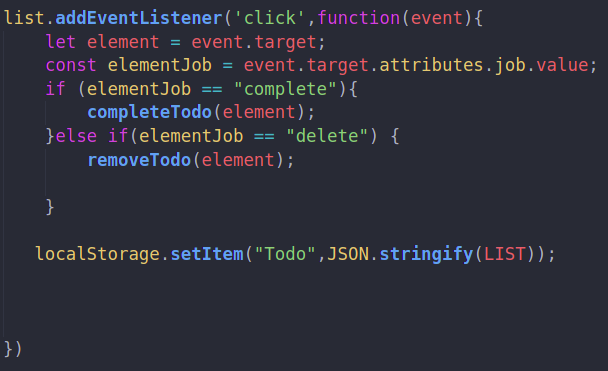 list.addEventListener('click',function(event){
    let element = event.target;
    const elementJob = event.target.attributes.job.value;
    if (elementJob == "complete"){
        completeTodo(element);
    }else if(elementJob == "delete") {
        removeTodo(element);
    }
   localStorage.setItem("Todo",JSON.stringify(LIST));
})